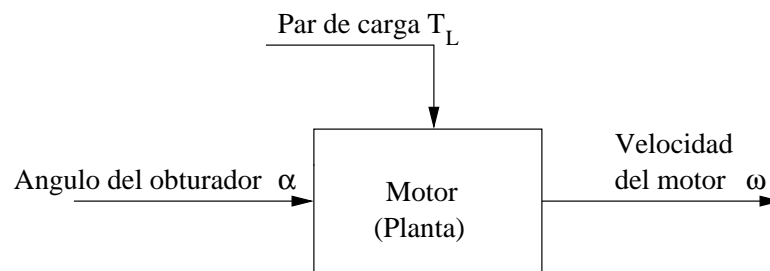 Par de carga T_L
Angulo del obturador α
Motor
(Planta)
Velocidad
del motor ω